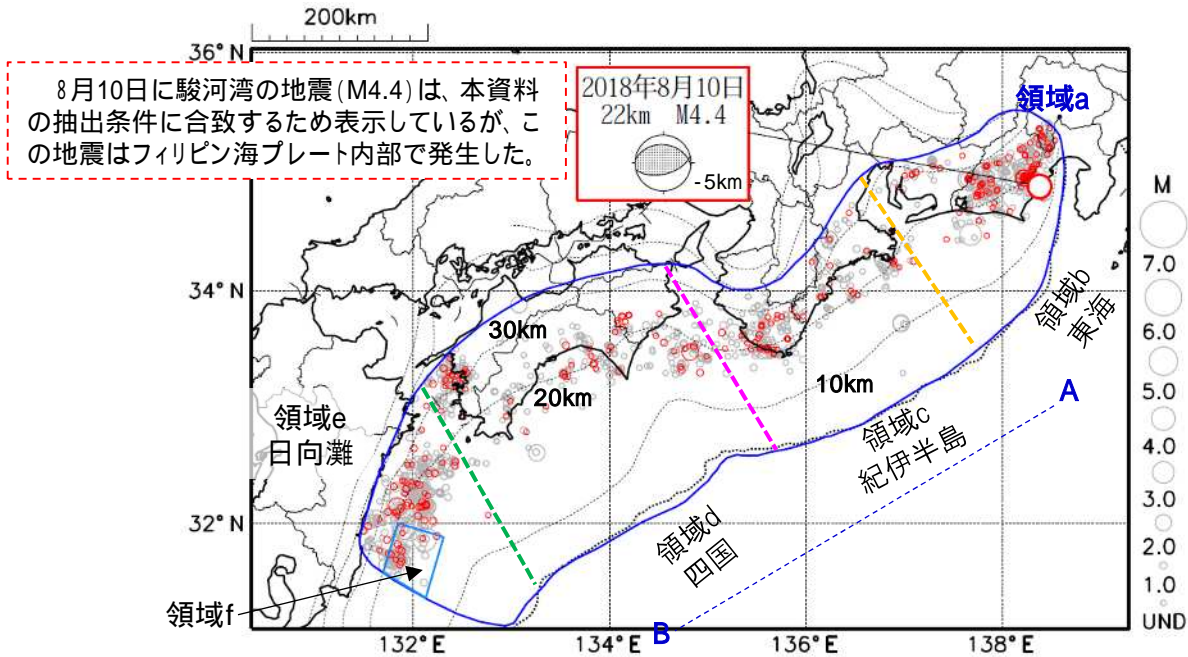 200km
36°N
8月10日に駿河湾の地震(M4.4)は、本資料
の抽出条件に合致するため表示しているが、こ
の地震はフィリピン海プレート内部で発生した。
2018年8月10日
22km M4.4
-5km
領域a
M
7.0
6.0
5.0
4.0
3.0
2.0
1.0
UND
34°N
30km
20km
10km
領域b
東海
A
領域c
紀伊半島
領域e
日向灘
32°N
領域d
四国
領域f
B
132°E
134°E
136°E
138°E